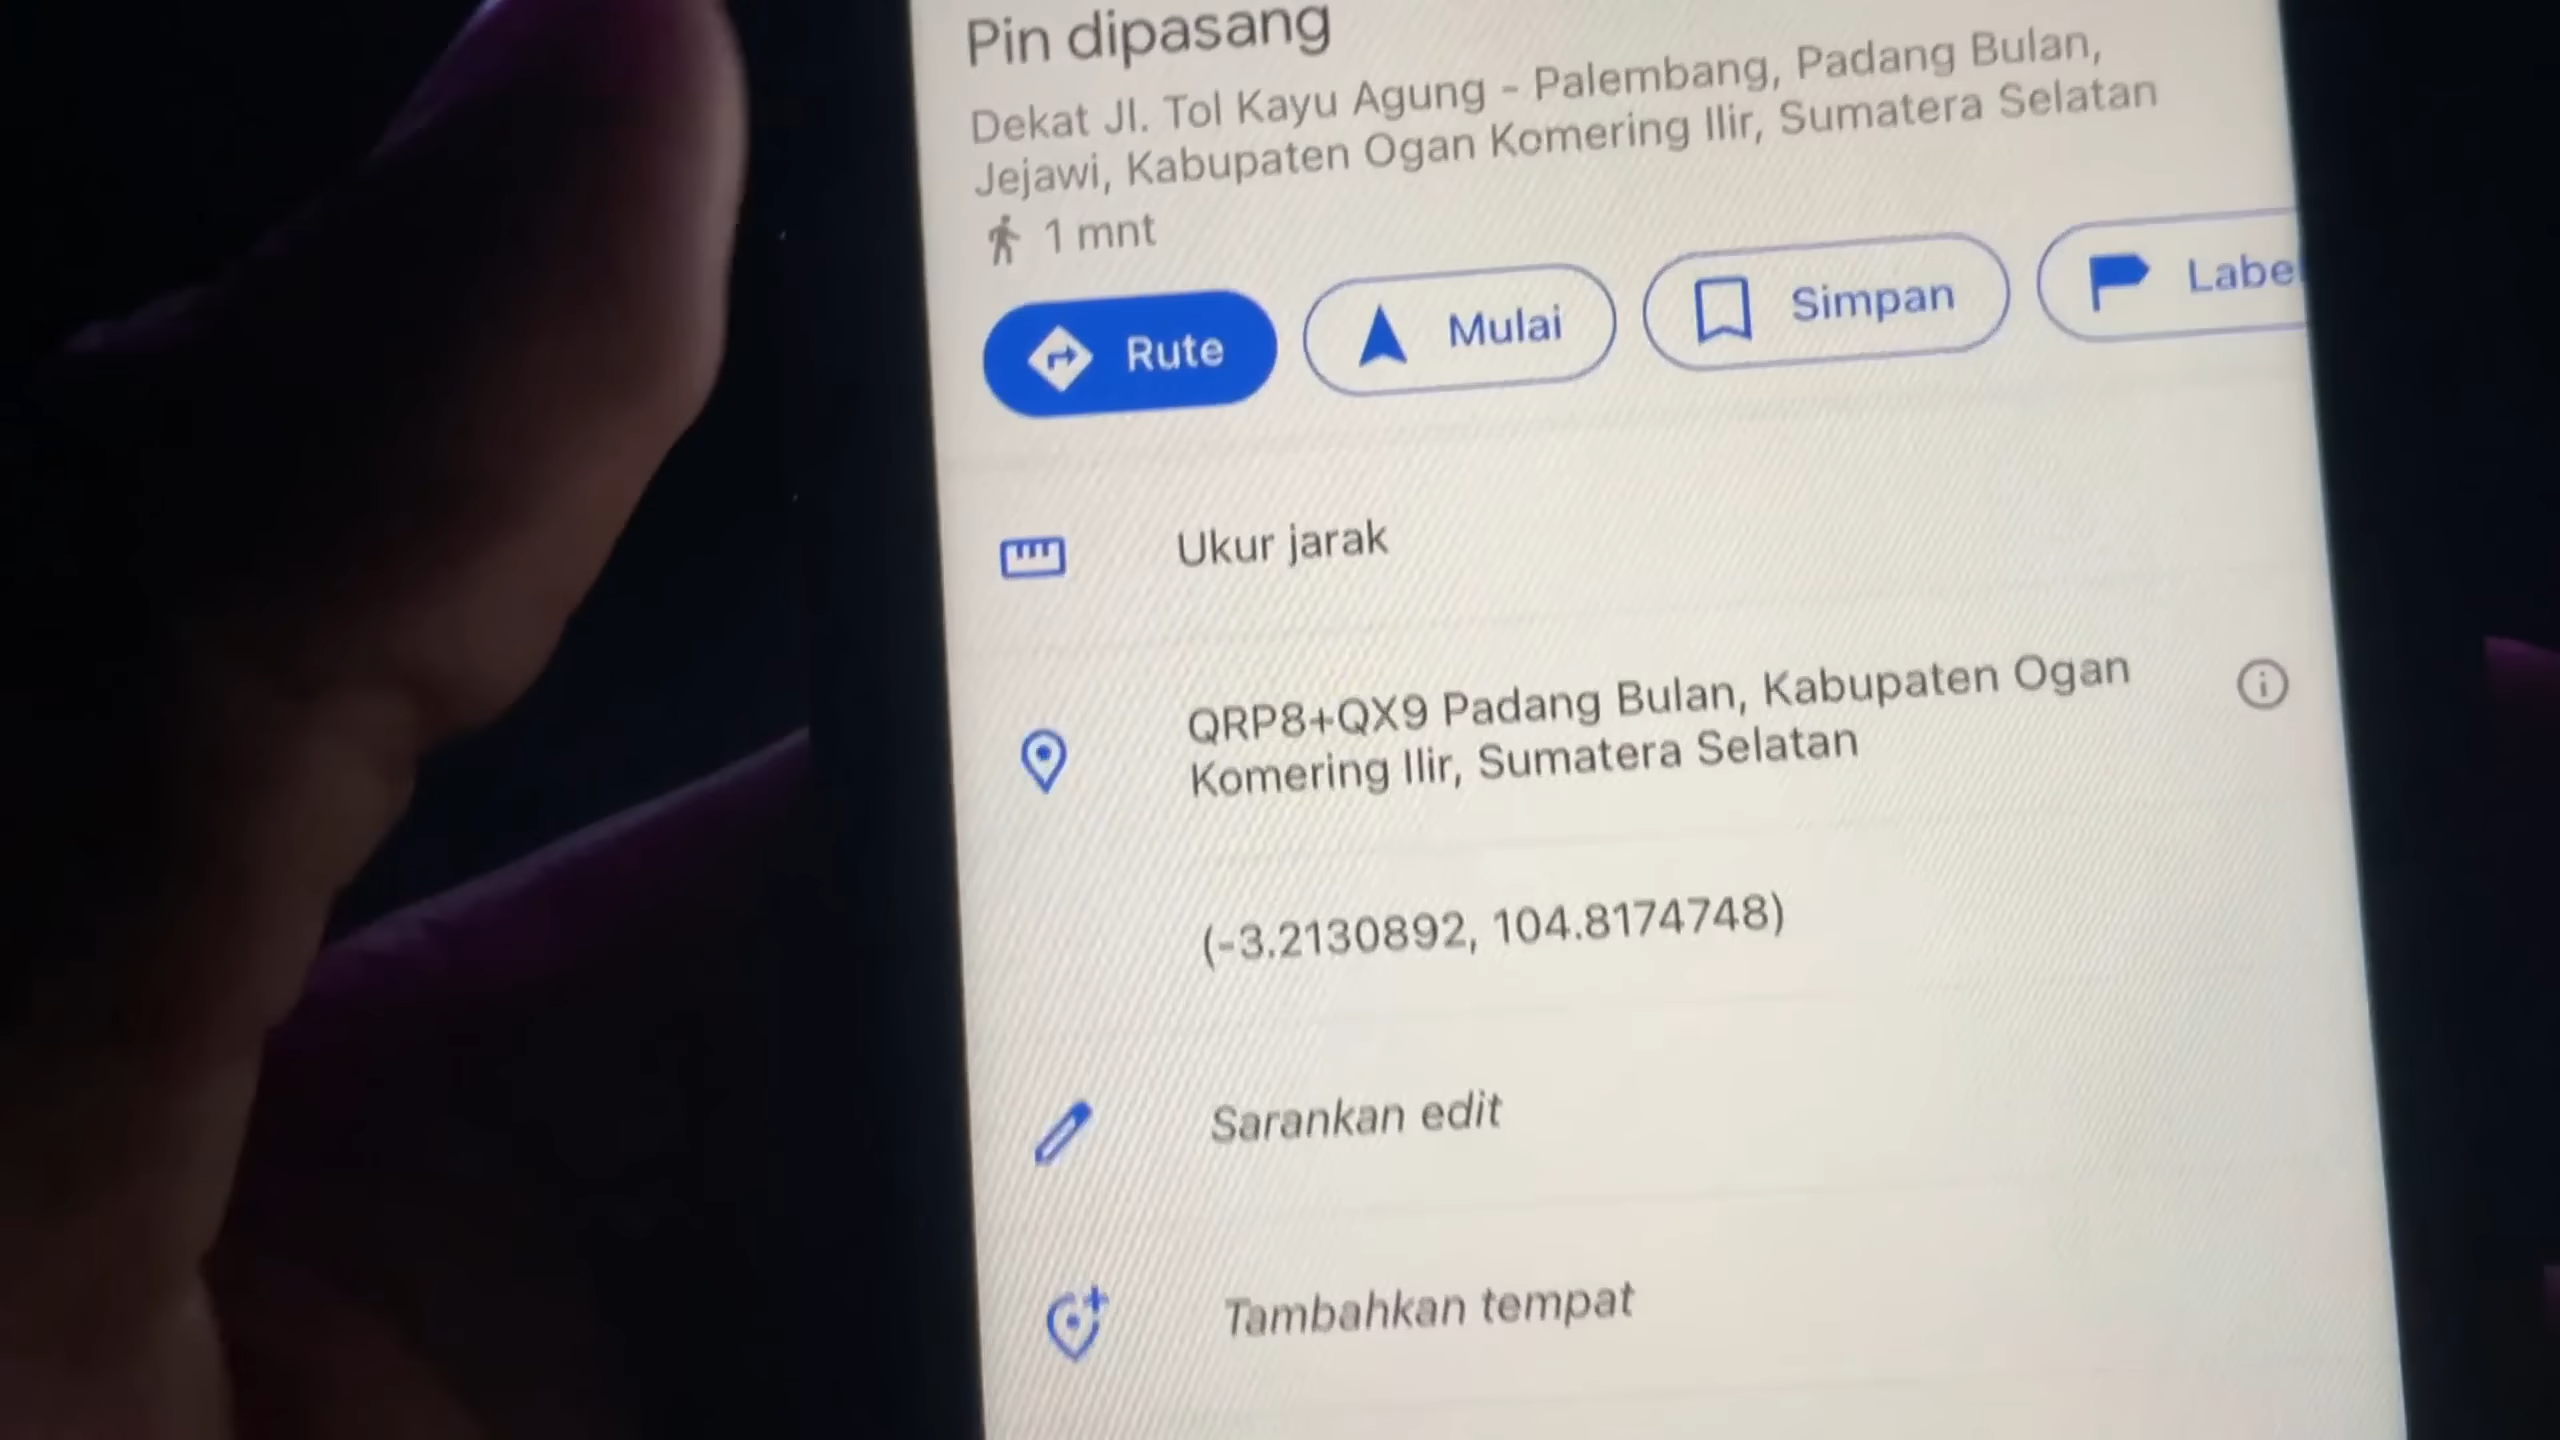 Pin dipasang
Dekat Jl. Tol Kayu Agung - Palembang, Padang Bulan,
Jejawi, Kabupaten Ogan Komering Ilir, Sumatera Selatan
1 mnt
Rute
Mulai
Simpan
Labe
Ukur jarak
QRP8+QX9 Padang Bulan, Kabupaten Ogan
Komering Ilir, Sumatera Selatan
(-3.2130892, 104.8174748)
Sarankan edit
Tambahkan tempat